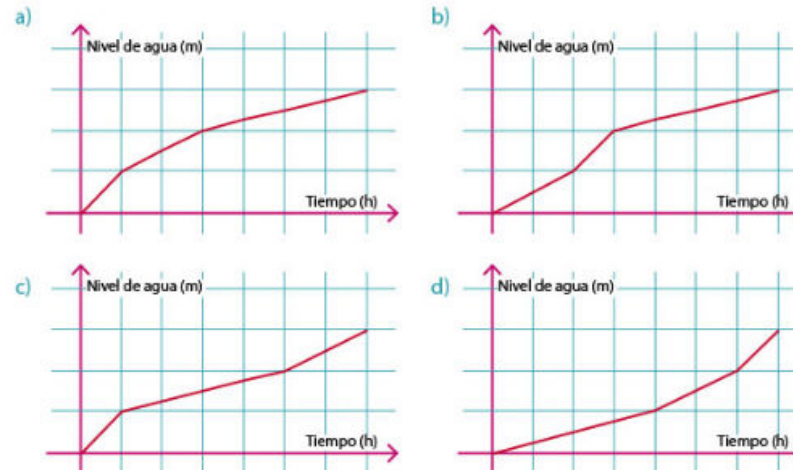 a)
Nivel de agua (m)
Tiempo (h)
b)
Nivel de agua (m)
Tiempo (h)
c)
Nivel de agua (m)
Tiempo (h)
d)
Nivel de agua (m)
Tiempo (h)